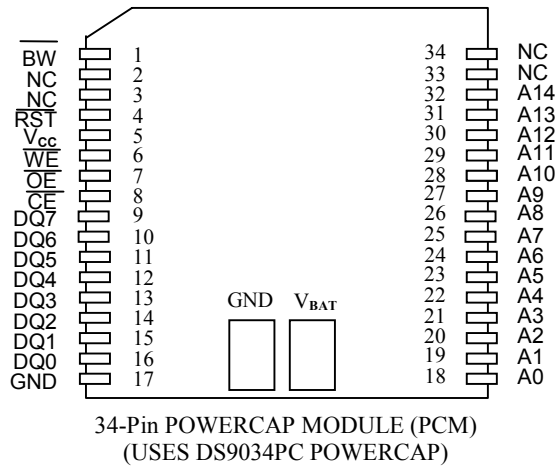 BW 1 34 NC
NC 2 33 NC
NC 3 32 A14
RST 4 31 A13
VCC 5 30 A12
WE 6 29 A11
OE 7 28 A10
CE 8 27 A9
DQ7 9 26 A8
DQ6 10 25 A7
DQ5 11 24 A6
DQ4 12 23 A5
DQ3 13 22 A4
DQ2 14 21 A3
DQ1 15 20 A2
DQ0 16 19 A1
GND 17 18 A0
GND VBAT
34-Pin POWERCAP MODULE (PCM)
(USES DS9034PC POWERCAP)